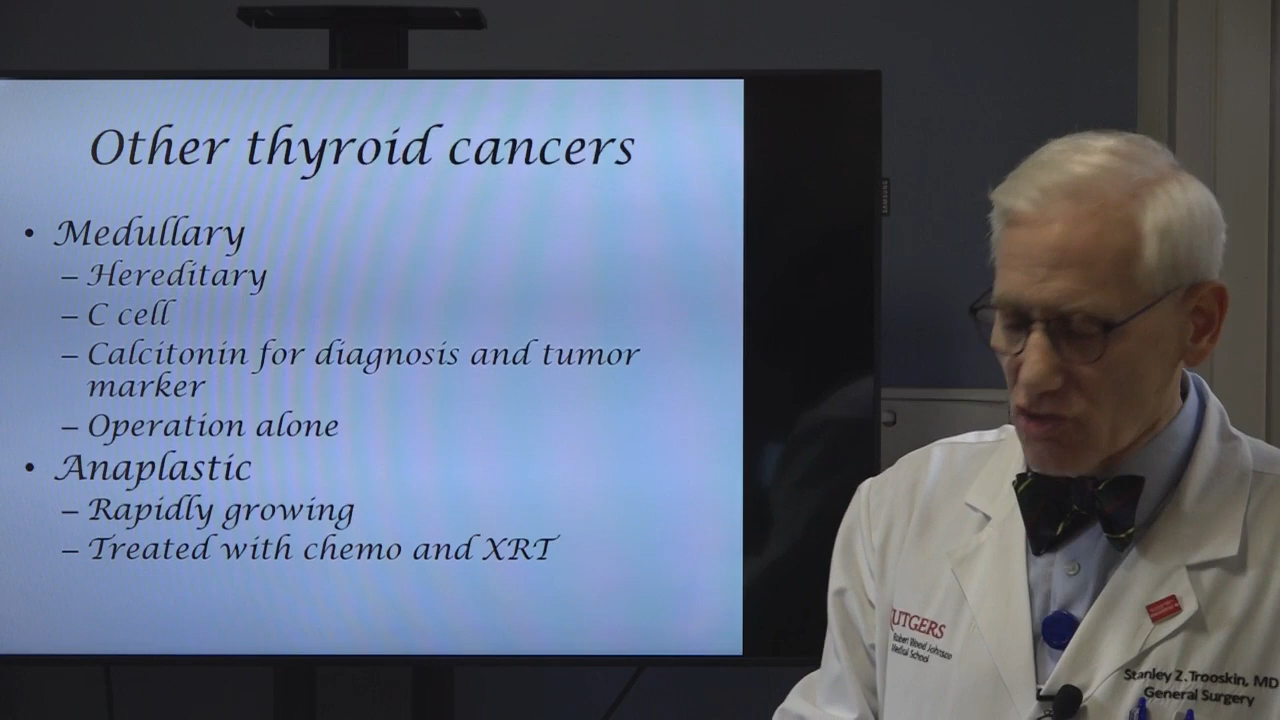 Other thyroid cancers
• Medullary
– Hereditary
– C cell
– Calcitonin for diagnosis and tumor
marker
– Operation alone
• Anaplastic
– Rapidly growing
– Treated with chemo and XRT
RUTGERS
Robert Wood Johnson
Medical School
Stanley Z. Trooskin, MD
General Surgery